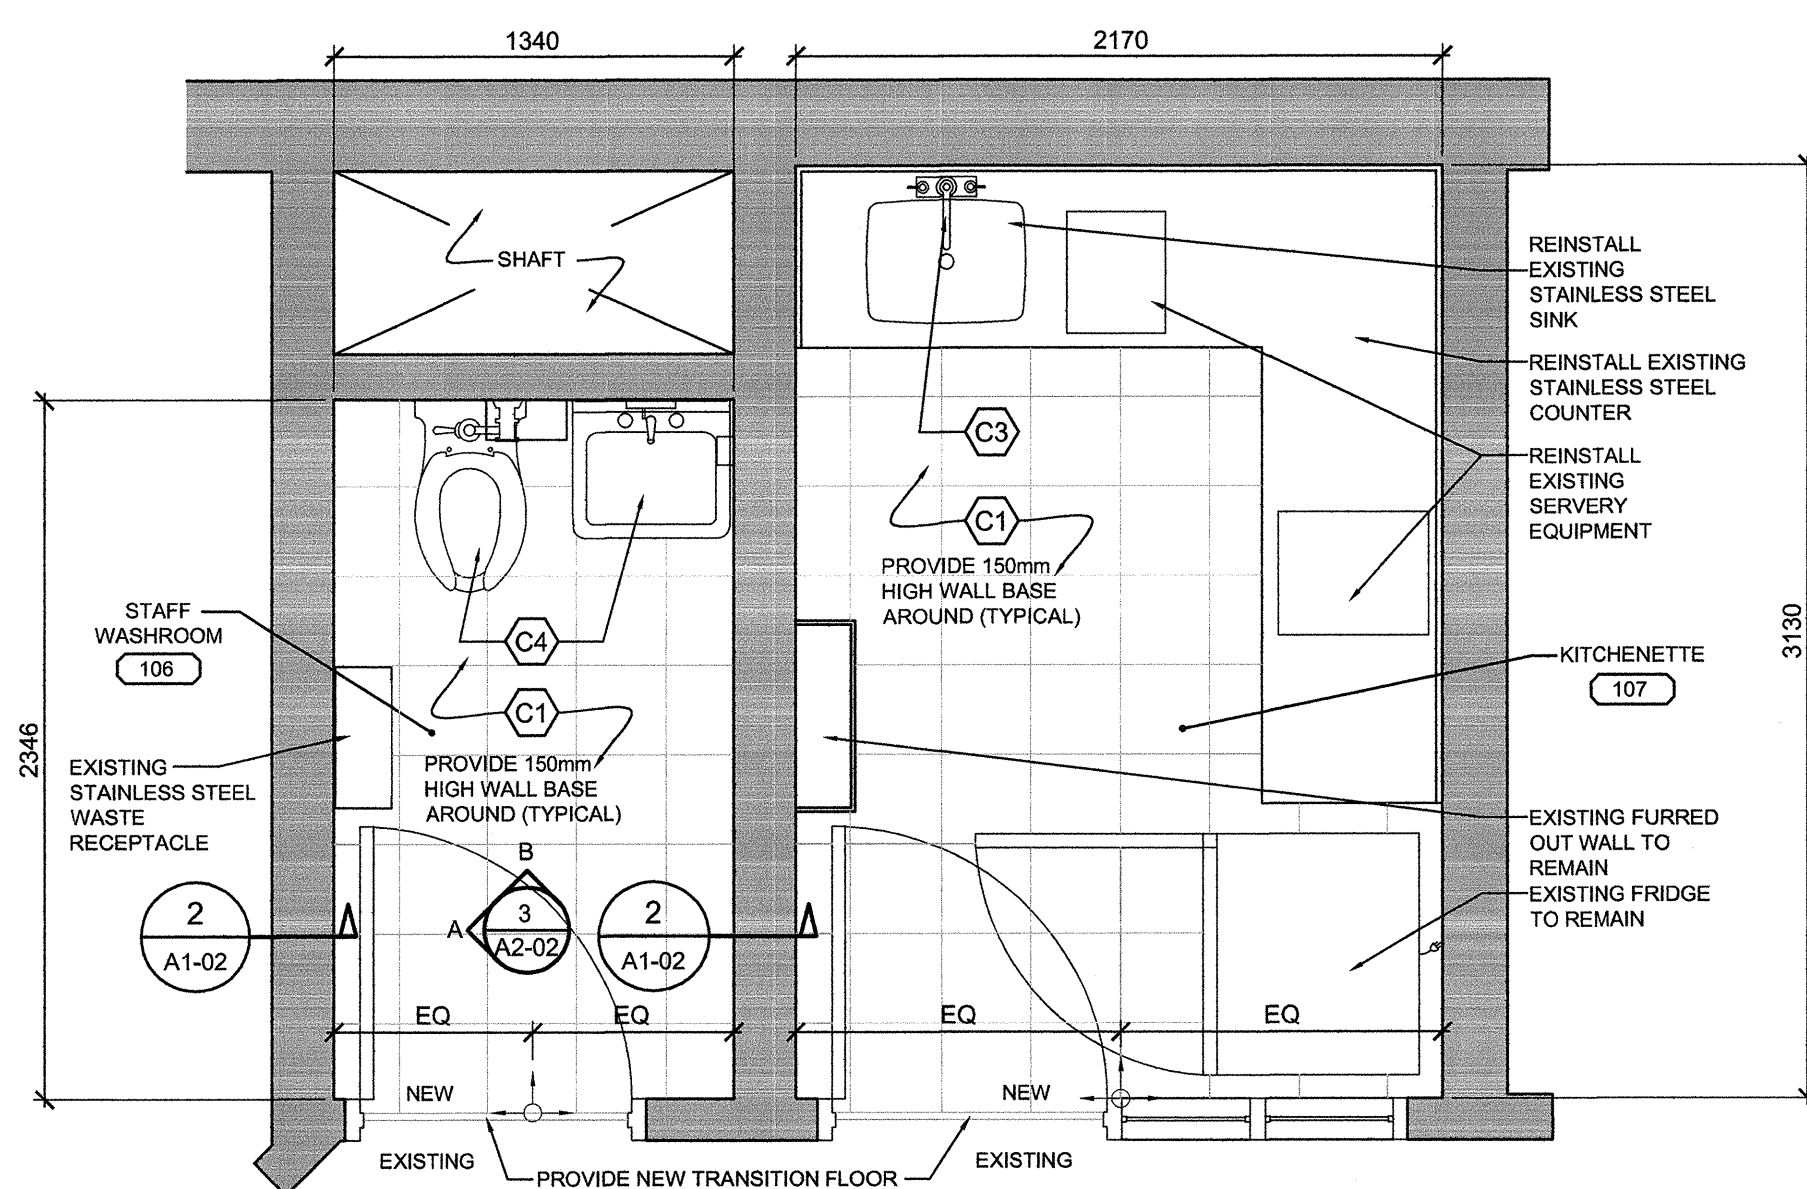 1340
2170
SHAFT
REINSTALL
EXISTING
STAINLESS STEEL
SINK
REINSTALL EXISTING
STAINLESS STEEL
COUNTER
C3
REINSTALL
EXISTING
SERVERY
EQUIPMENT
C1
PROVIDE 150mm
HIGH WALL BASE
AROUND (TYPICAL)
STAFF
WASHROOM
106
C4
3130
KITCHENETTE
107
C1
2346
PROVIDE 150mm
HIGH WALL BASE
AROUND (TYPICAL)
EXISTING
STAINLESS STEEL
WASTE
RECEPTACLE
EXISTING FURRED
OUT WALL TO
REMAIN
EXISTING FRIDGE
TO REMAIN
B
2
A1-02
A
3
A2-02
2
A1-02
EQ
EQ
EQ
EQ
NEW
NEW
EXISTING
EXISTING
PROVIDE NEW TRANSITION FLOOR